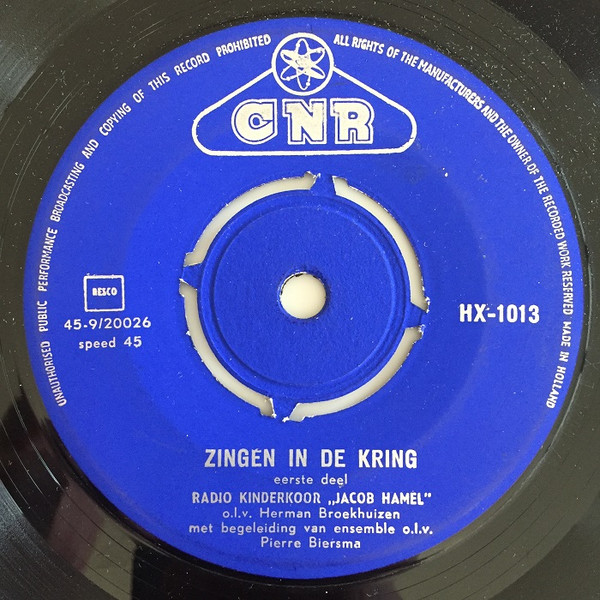 UNAUTHORISED PUBLIC PERFORMANCE BROADCASTING AND COPYING OF THIS RECORD PROHIBITED
ALL RIGHTS OF THE MANUFACTURERS AND THE OWNER OF THE RECORDED WORK RESERVED MADE IN HOLLAND
CNR
RESCO
45-9/20026
speed 45
HX-1013
ZINGEN IN DE KRING
eerste deel
RADIO KINDERKOOR „JACOB HAMEL"
o.l.v. Herman Broekhuizen
met begeleiding van ensemble o.l.v.
Pierre Biersma